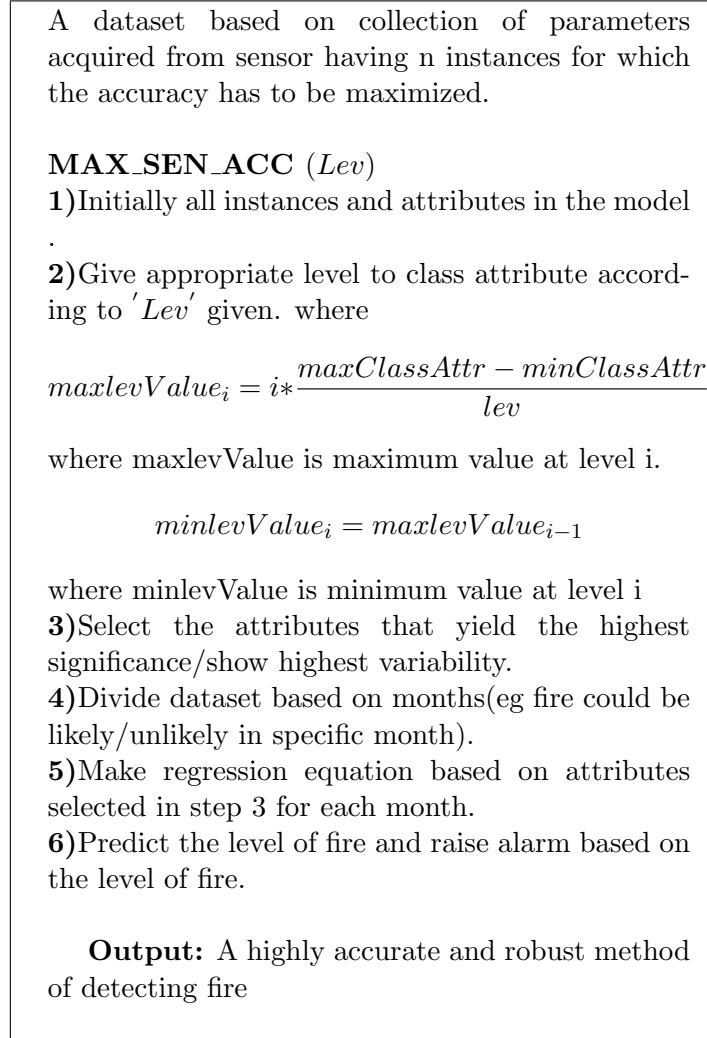 A dataset based on collection of parameters
acquired from sensor having n instances for which
the accuracy has to be maximized.
MAX_SEN_ACC (Lev)
1)Initially all instances and attributes in the model
.
2)Give appropriate level to class attribute accord-
ing to 'Lev' given. where
maxlevValue_i = i* \frac{maxClassAttr − minClassAttr}{lev}
where maxlevValue is maximum value at level i.
minlevValue_i = maxlevValue_{i−1}
where minlevValue is minimum value at level i
3)Select the attributes that yield the highest
significance/show highest variability.
4)Divide dataset based on months(eg fire could be
likely/unlikely in specific month).
5)Make regression equation based on attributes
selected in step 3 for each month.
6)Predict the level of fire and raise alarm based on
the level of fire.
Output: A highly accurate and robust method
of detecting fire